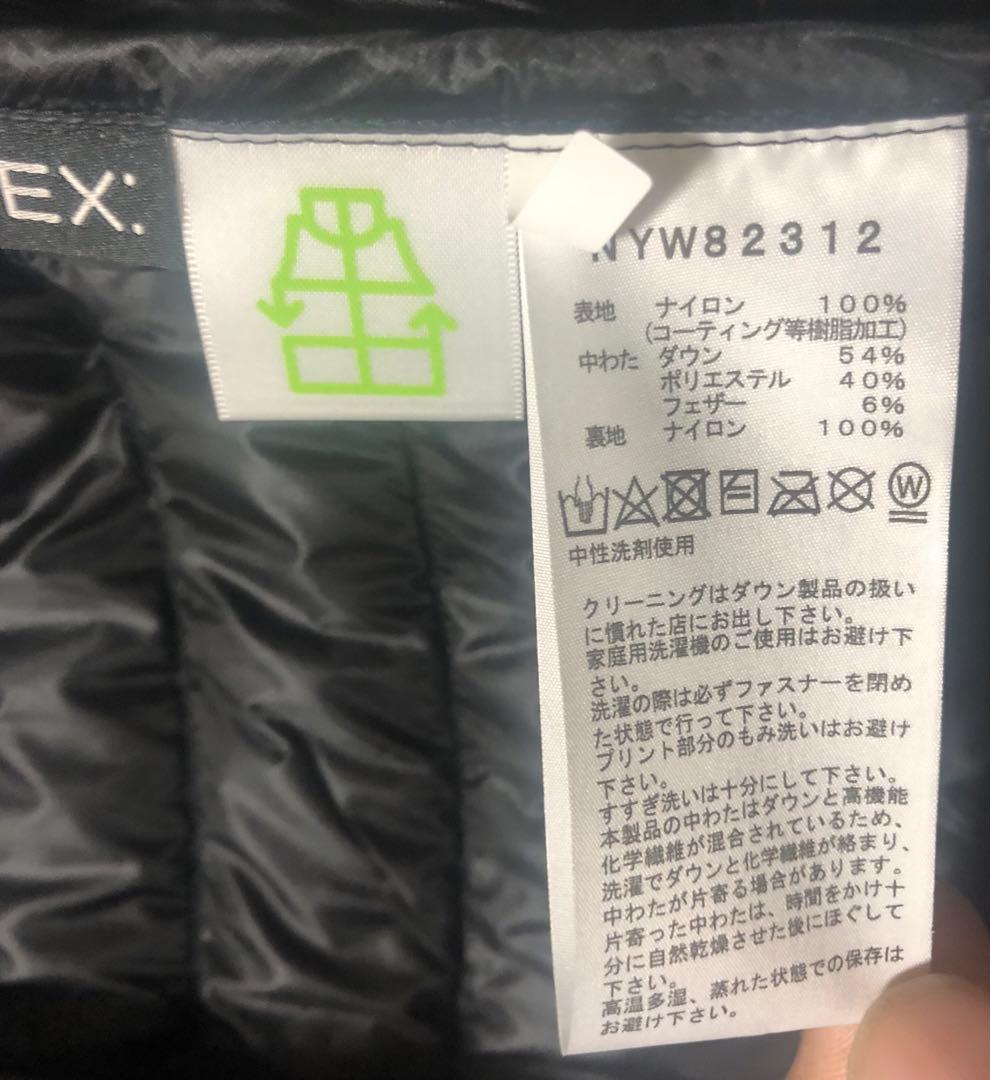 EX:
NYW82312
表地 ナイロン 100%
(コーティング等樹脂加工)
中わた ダウン 54%
ポリエステル 40%
フェザー 6%
裏地 ナイロン 100%
W
中性洗剤使用
クリーニングはダウン製品の扱い
に慣れた店にお出し下さい。
家庭用洗濯機のご使用はお避け下
さい。
洗濯の際は必ずファスナーを閉め
た状態で行って下さい。
プリント部分のもみ洗いはお避け
下さい。
すすぎ洗いは十分にして下さい。
本製品の中わたはダウンと高機能
化学繊維が混合されているため、
洗濯でダウンと化学繊維が絡まり、
中わたが片寄る場合があります。
片寄った中わたは、時間をかけ十
分に自然乾燥させた後にほぐして
下さい。
高温多湿、蒸れた状態での保存は
お避け下さい。